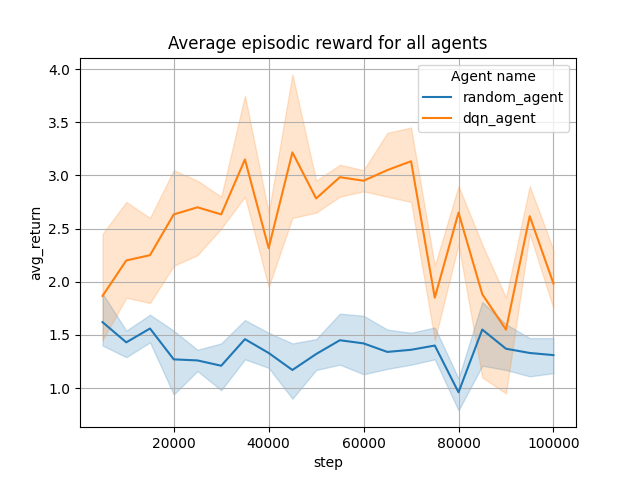 Average episodic reward for all agents
Agent name
random_agent
dqn_agent
avg_return
4.0
3.5
3.0
2.5
2.0
1.5
1.0
20000 40000 60000 80000 100000
step